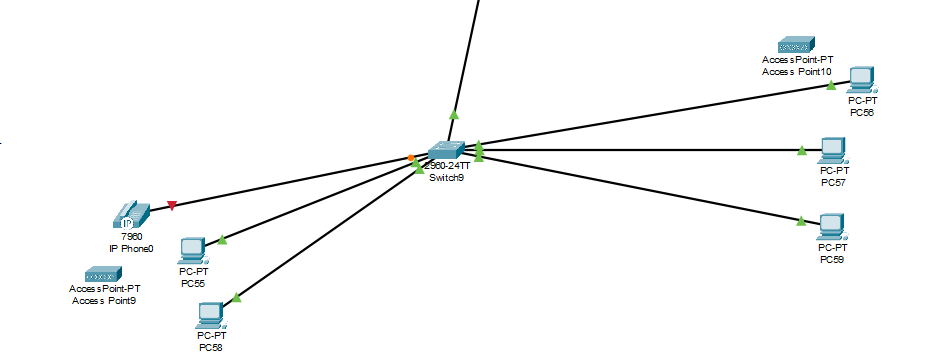 AccessPoint-PT
Access Point10
PC-PT
PC56
2960-24TT
Switch9
PC-PT
PC57
IP
7960
IP Phone0
PC-PT
PC55
PC-PT
PC59
AccessPoint-PT
Access Point9
PC-PT
PC58